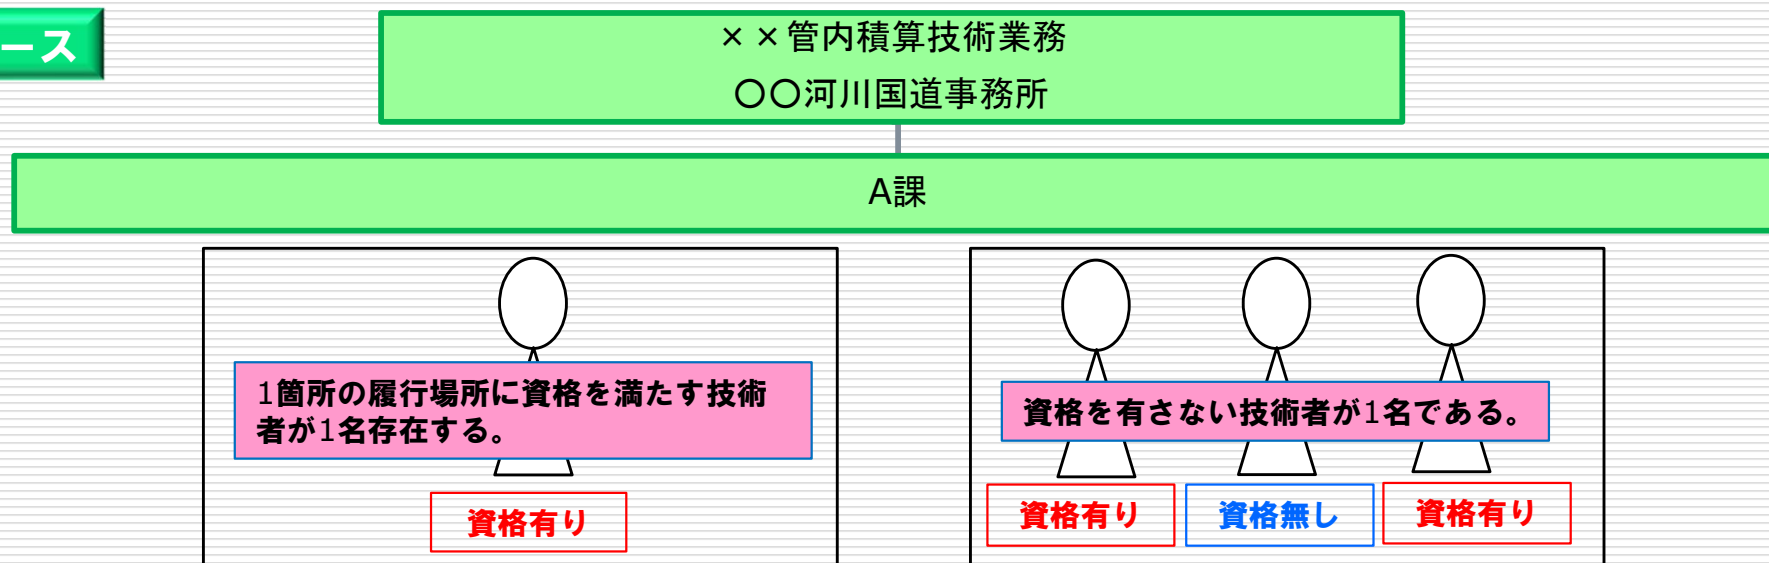 ース
××管内積算技術業務
〇〇河川国道事務所
A課
1箇所の履行場所に資格を満たす技術
者が1名存在する。
資格を有さない技術者が1名である。
資格有り
資格有り
資格無し
資格有り